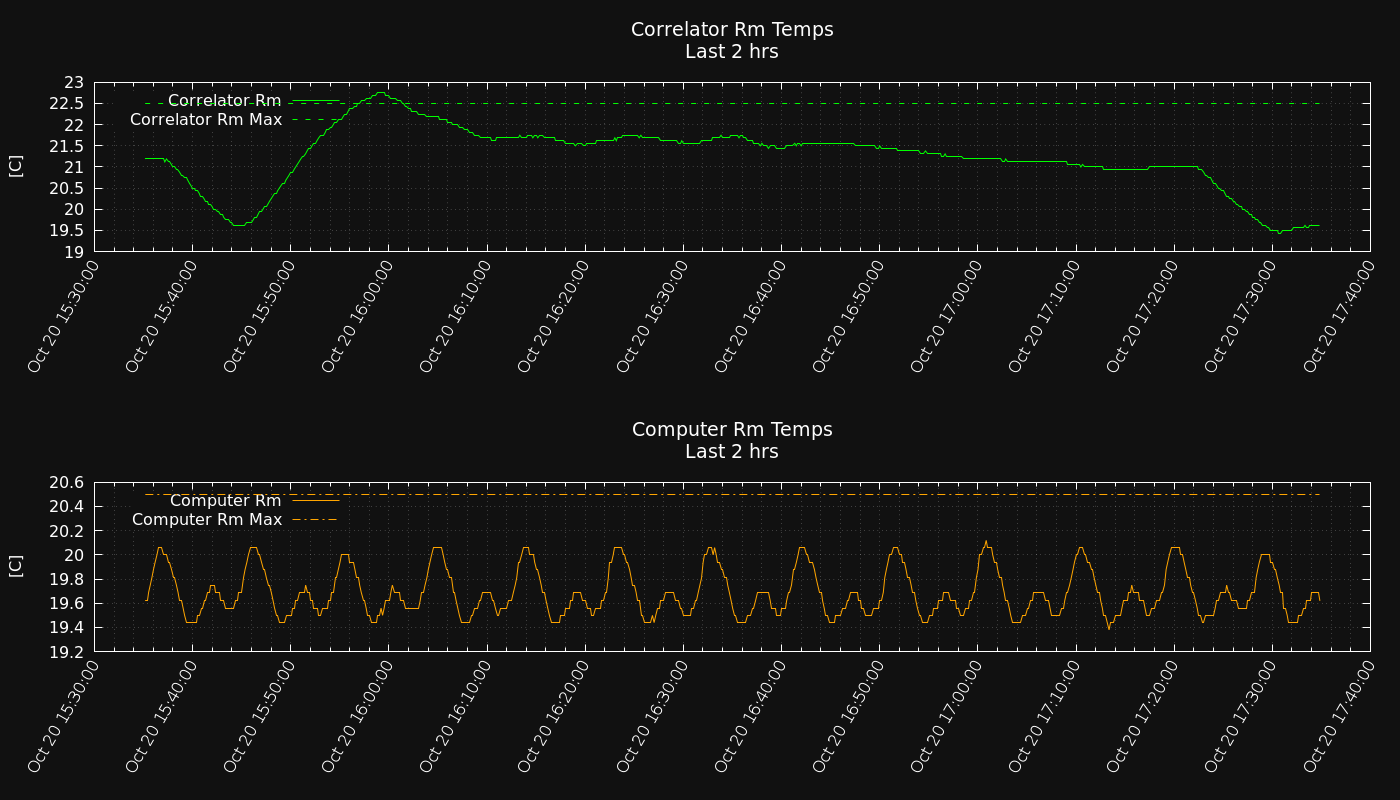 Correlator Rm Temps
Last 2 hrs
23
22.5
22
21.5
21
20.5
20
19.5
19
[C]
Correlator Rm
Correlator Rm Max
Oct 20 15:30:00
Oct 20 15:40:00
Oct 20 15:50:00
Oct 20 16:00:00
Oct 20 16:10:00
Oct 20 16:20:00
Oct 20 16:30:00
Oct 20 16:40:00
Oct 20 16:50:00
Oct 20 17:00:00
Oct 20 17:10:00
Oct 20 17:20:00
Oct 20 17:30:00
Oct 20 17:40:00
Computer Rm Temps
Last 2 hrs
20.6
20.4
20.2
20
19.8
19.6
19.4
19.2
[C]
Computer Rm
Computer Rm Max
Oct 20 15:30:00
Oct 20 15:40:00
Oct 20 15:50:00
Oct 20 16:00:00
Oct 20 16:10:00
Oct 20 16:20:00
Oct 20 16:30:00
Oct 20 16:40:00
Oct 20 16:50:00
Oct 20 17:00:00
Oct 20 17:10:00
Oct 20 17:20:00
Oct 20 17:30:00
Oct 20 17:40:00